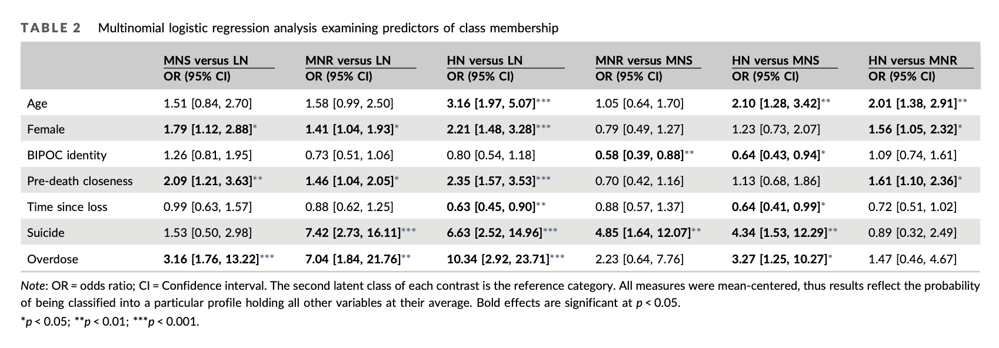 TABLE 2 Multinomial logistic regression analysis examining predictors of class membership
MNS versus LN MNR versus LN HN versus LN MNR versus MNS HN versus MNS HN versus MNR
OR (95% CI) OR (95% CI) OR (95% CI) OR (95% CI) OR (95% CI) OR (95% CI)
Age 1.51 [0.84, 2.70] 1.58 [0.99, 2.50] 3.16 [1.97, 5.07]*** 1.05 [0.64, 1.70] 2.10 [1.28, 3.42]** 2.01 [1.38, 2.91]**
Female 1.79 [1.12, 2.88]* 1.41 [1.04, 1.93]* 2.21 [1.48, 3.28]*** 0.79 [0.49, 1.27] 1.23 [0.73, 2.07] 1.56 [1.05, 2.32]*
BIPOC identity 1.26 [0.81, 1.95] 0.73 [0.51, 1.06] 0.80 [0.54, 1.18] 0.58 [0.39, 0.88]** 0.64 [0.43, 0.94]* 1.09 [0.74, 1.61]
Pre-death closeness 2.09 [1.21, 3.63]** 1.46 [1.04, 2.05]* 2.35 [1.57, 3.53]*** 0.70 [0.42, 1.16] 1.13 [0.68, 1.86] 1.61 [1.10, 2.36]*
Time since loss 0.99 [0.63, 1.57] 0.88 [0.62, 1.25] 0.63 [0.45, 0.90]** 0.88 [0.57, 1.37] 0.64 [0.41, 0.99]* 0.72 [0.51, 1.02]
Suicide 1.53 [0.50, 2.98] 7.42 [2.73, 16.11]*** 6.63 [2.52, 14.96]*** 4.85 [1.64, 12.07]** 4.34 [1.53, 12.29]** 0.89 [0.32, 2.49]
Overdose 3.16 [1.76, 13.22]*** 7.04 [1.84, 21.76]** 10.34 [2.92, 23.71]*** 2.23 [0.64, 7.76] 3.27 [1.25, 10.27]* 1.47 [0.46, 4.67]
Note: OR = odds ratio; CI = Confidence interval. The second latent class of each contrast is the reference category. All measures were mean-centered, thus results reflect the probability
of being classified into a particular profile holding all other variables at their average. Bold effects are significant at p < 0.05.
*p < 0.05; **p < 0.01; ***p < 0.001.